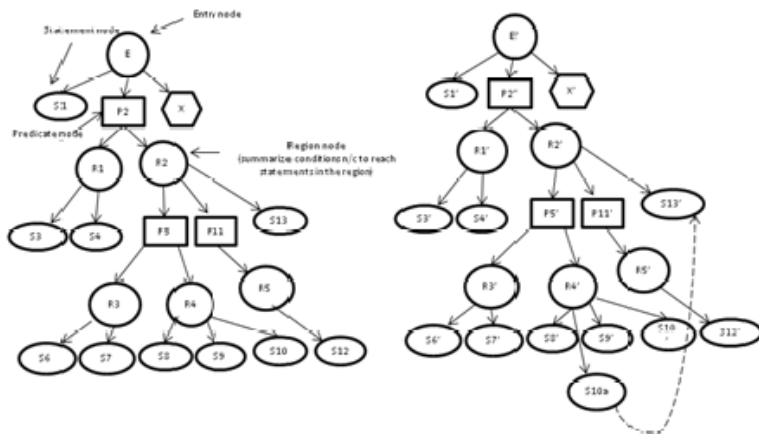 Entry node
Statement node
E
S1
P2
X
Predicate node
R1
R2
Region node
(summarize conditions n/c to reach
statements in the region)
S3
S4
P5
P11
S13
R3
R4
R5
S6
S7
S8
S9
S10
S12
E'
S1'
P2'
X'
R1'
R2'
S3'
S4'
P5'
P11'
S13'
R3'
R4'
R5'
S6'
S7'
S8'
S9'
S10
'
S12'
S10a